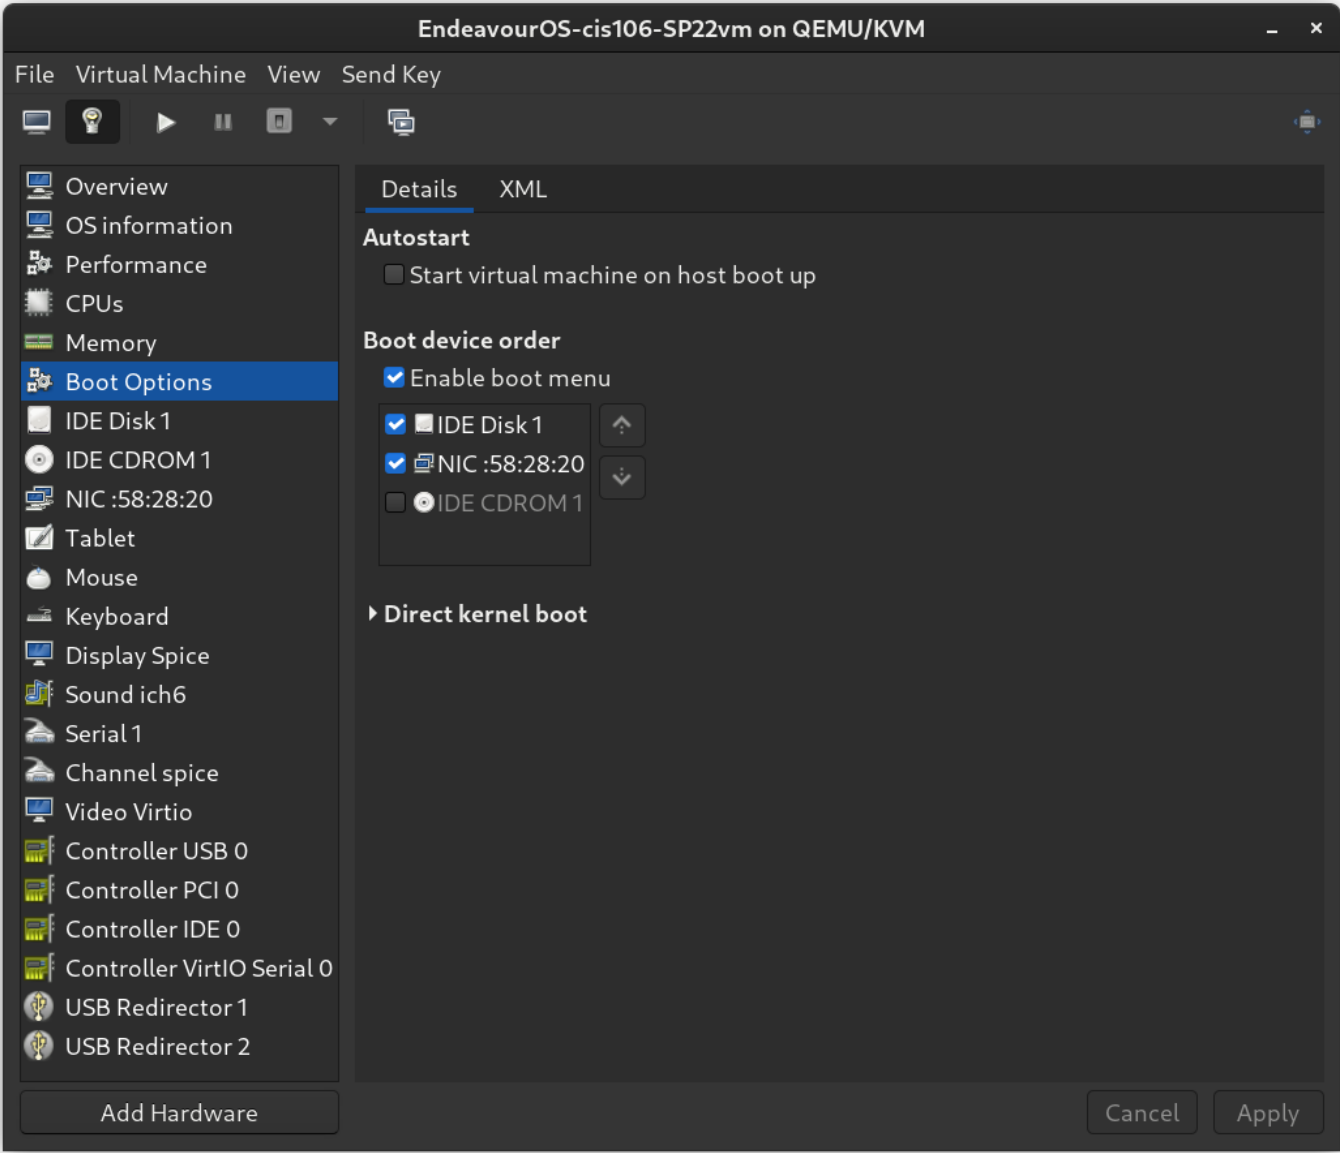 EndeavourOS-cis106-SP22vm on QEMU/KVM
File Virtual Machine View Send Key
Overview
OS information
Performance
CPUs
Memory
Boot Options
IDE Disk 1
IDE CDROM 1
NIC :58:28:20
Tablet
Mouse
Keyboard
Display Spice
Sound ich6
Serial 1
Channel spice
Video Virtio
Controller USB 0
Controller PCI 0
Controller IDE 0
Controller VirtIO Serial 0
USB Redirector 1
USB Redirector 2
Add Hardware
Details XML
Autostart
Start virtual machine on host boot up
Boot device order
Enable boot menu
IDE Disk 1
NIC :58:28:20
IDE CDROM 1
Direct kernel boot
Cancel Apply